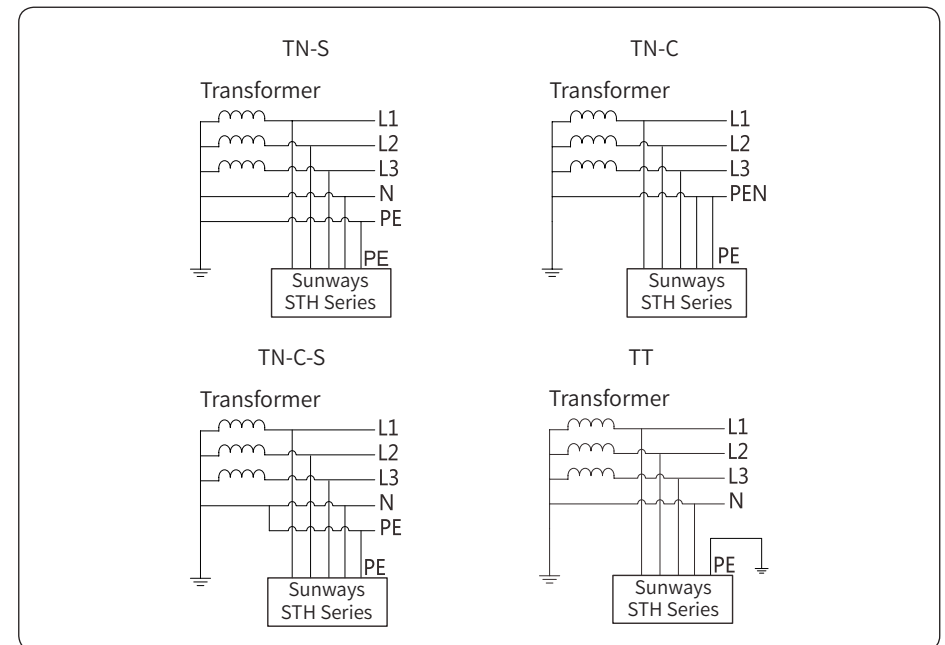 TN-S
Transformer
L1
L2
L3
N
PE
PE
Sunways
STH Series
TN-C
Transformer
L1
L2
L3
PEN
PE
Sunways
STH Series
TN-C-S
Transformer
L1
L2
L3
N
PE
PE
Sunways
STH Series
TT
Transformer
L1
L2
L3
N
PE
Sunways
STH Series